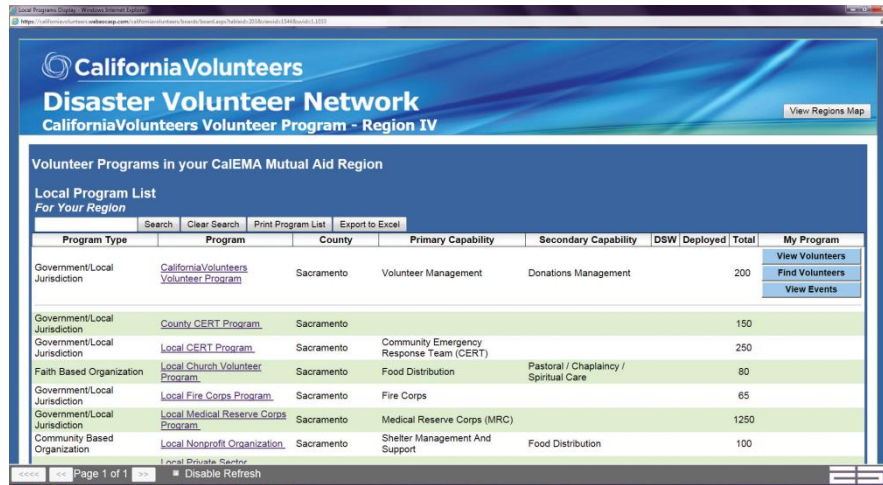 Local Programs Display - Windows Internet Explorer
CaliforniaVolunteers
Disaster Volunteer Network
CaliforniaVolunteers Volunteer Program - Region IV
View Regions Map
Volunteer Programs in your CalEMA Mutual Aid Region
Local Program List
For Your Region
Search Clear Search Print Program List Export to Excel
Program Type Program County Primary Capability Secondary Capability DSW Deployed Total My Program
Government/Local Jurisdiction CaliforniaVolunteers Volunteer Program Sacramento Volunteer Management Donations Management 200
View Volunteers
Find Volunteers
View Events
Government/Local Jurisdiction County CERT Program Sacramento 150
Government/Local Jurisdiction Local CERT Program Sacramento Community Emergency Response Team (CERT) 250
Faith Based Organization Local Church Volunteer Program Sacramento Food Distribution Pastoral / Chaplaincy / Spiritual Care 80
Government/Local Jurisdiction Local Fire Corps Program Sacramento Fire Corps 65
Government/Local Jurisdiction Local Medical Reserve Corps Program Sacramento Medical Reserve Corps (MRC) 1250
Community Based Organization Local Nonprofit Organization Sacramento Shelter Management And Support Food Distribution 100
Local Private Sector
<<<< << Page 1 of 1 >> Disable Refresh